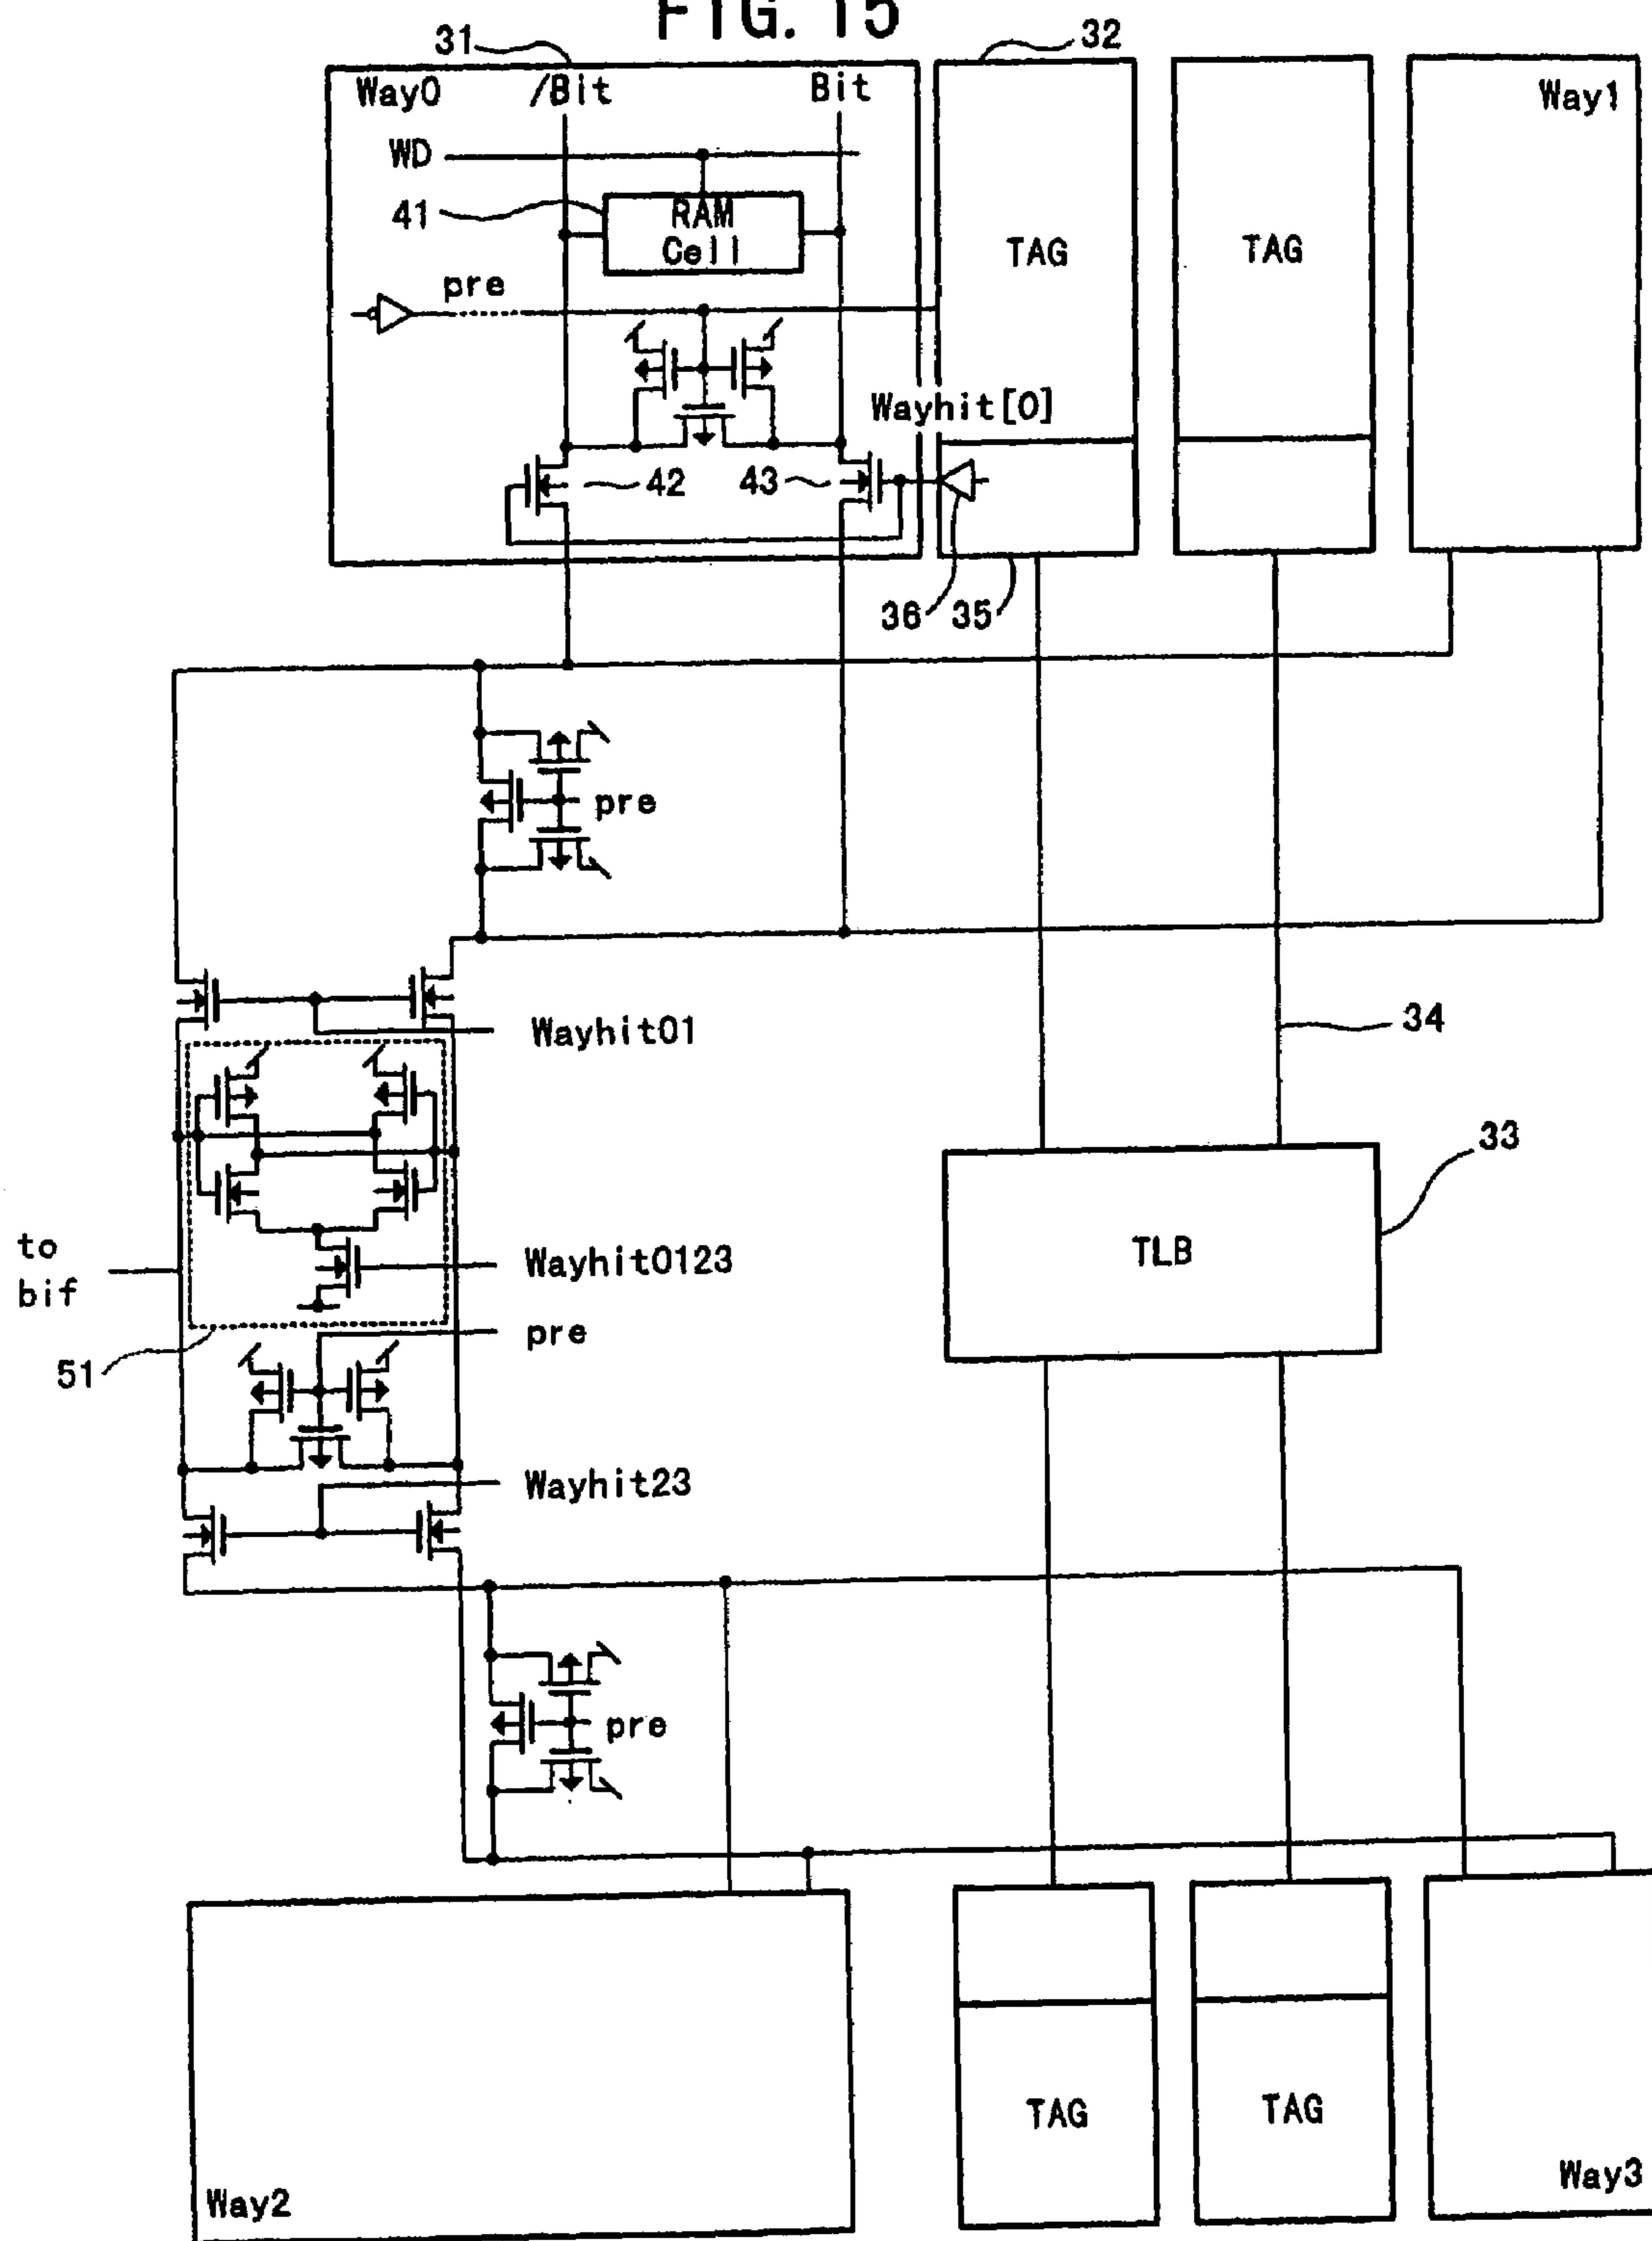 FIG. 15
31
32
Way0
/Bit
Bit
Way1
WD
41
RAM
Cell
TAG
TAG
pre
Wayhit[0]
42
43
36
35
pre
Wayhit01
34
33
TLB
to
bif
Wayhit0123
pre
51
Wayhit23
pre
TAG
TAG
Way2
Way3